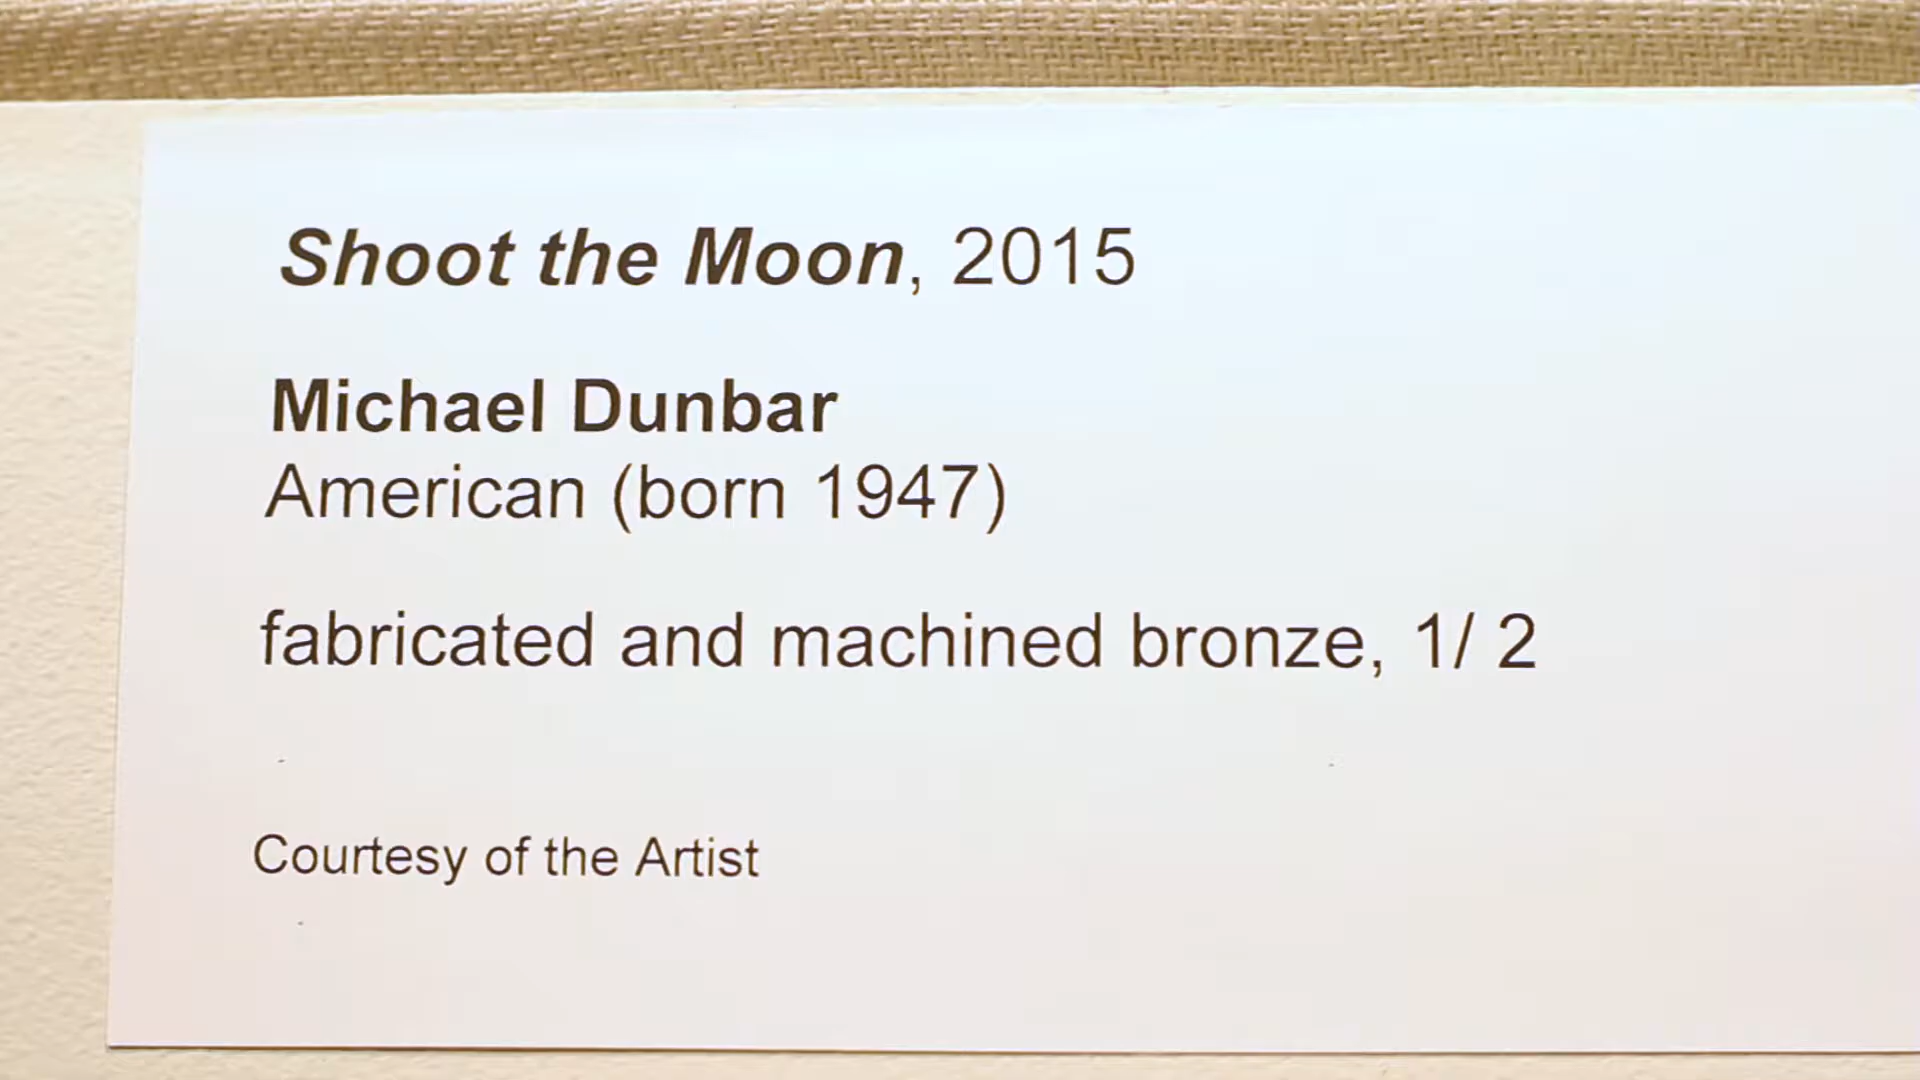 Shoot the Moon, 2015
Michael Dunbar
American (born 1947)
fabricated and machined bronze, 1/ 2
Courtesy of the Artist